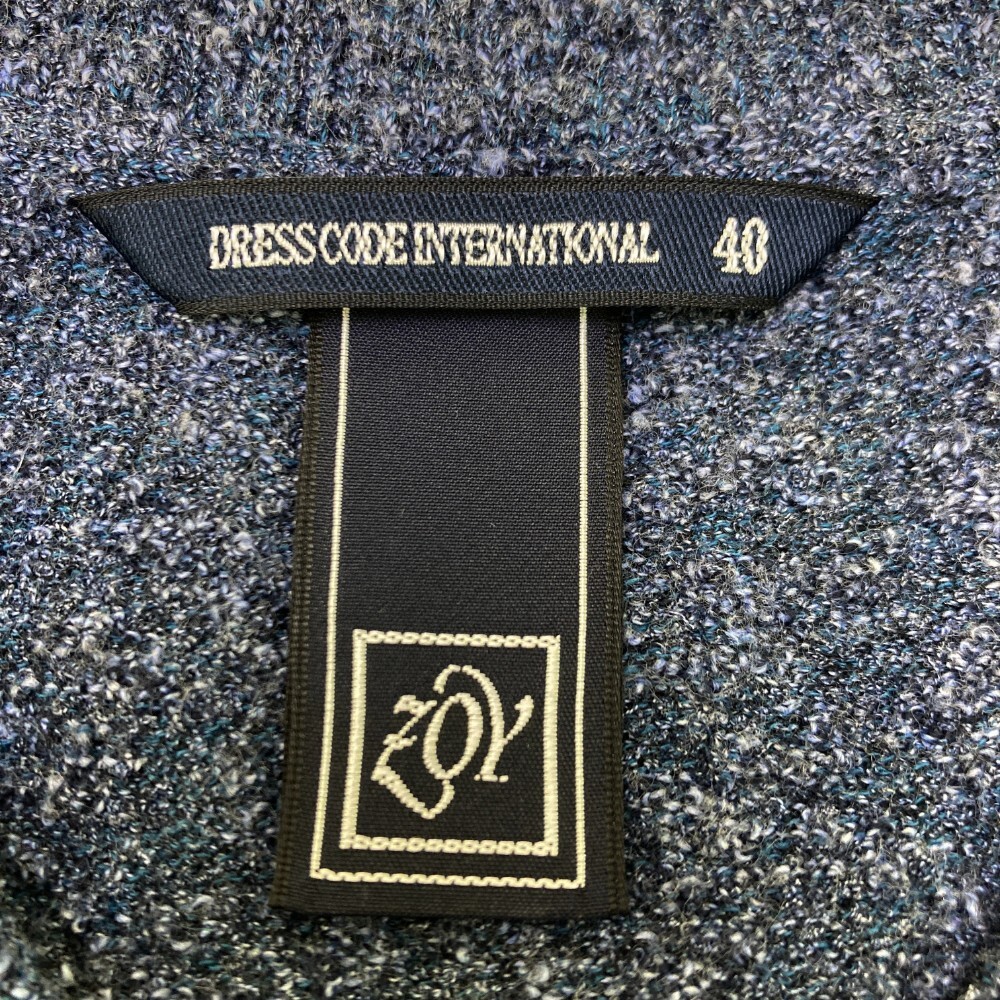 DRESS CODE INTERNATIONAL 40
ZOY